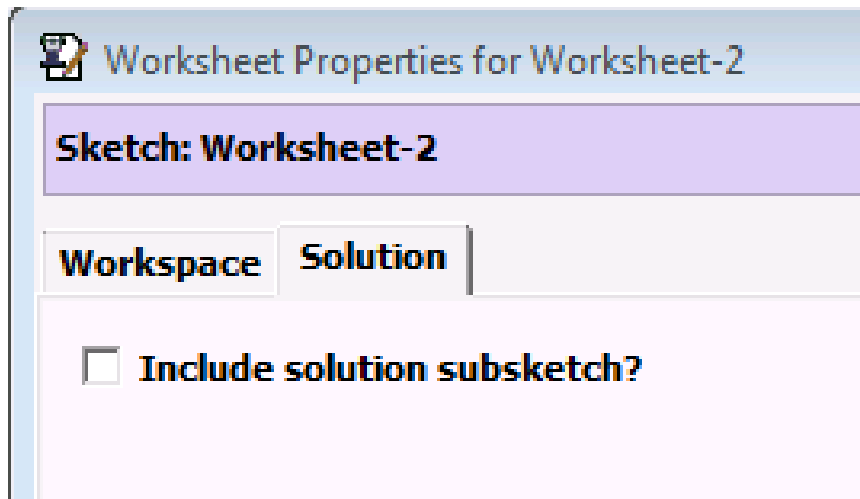 Worksheet Properties for Worksheet-2
Sketch: Worksheet-2
Workspace Solution
Include solution subsketch?